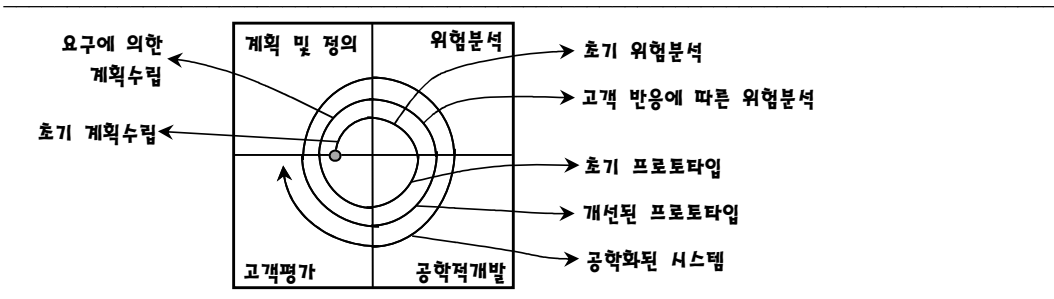 요구에 의한
계획수립
초기 계획수립
계획 및 정의
위험분석
고객평가
공학적개발
초기 위험분석
고객 반응에 따른 위험분석
초기 프로토타입
개선된 프로토타입
공학화된 시스템